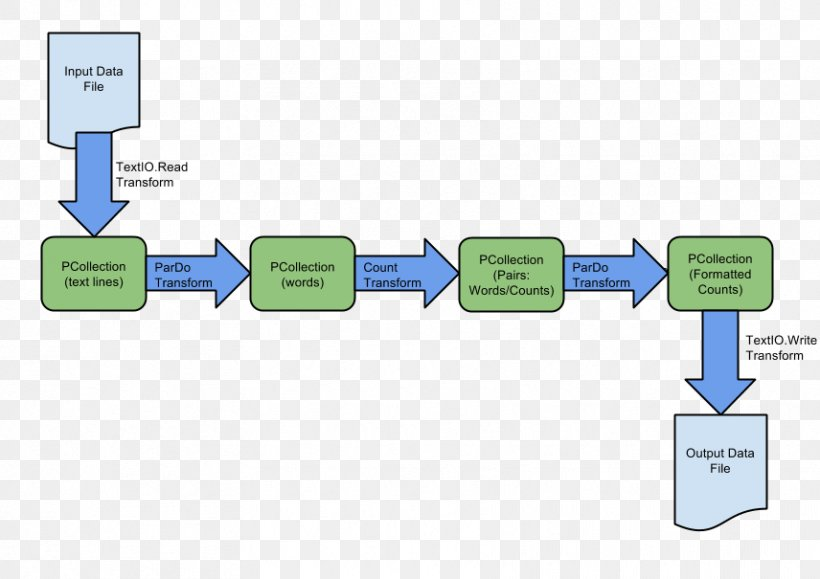 Input Data
File
TextIO.Read
Transform
PCollection
(text lines)
ParDo
Transform
PCollection
(words)
Count
Transform
PCollection
(Pairs:
Words/Counts)
ParDo
Transform
PCollection
(Formatted
Counts)
TextIO.Write
Transform
Output Data
File